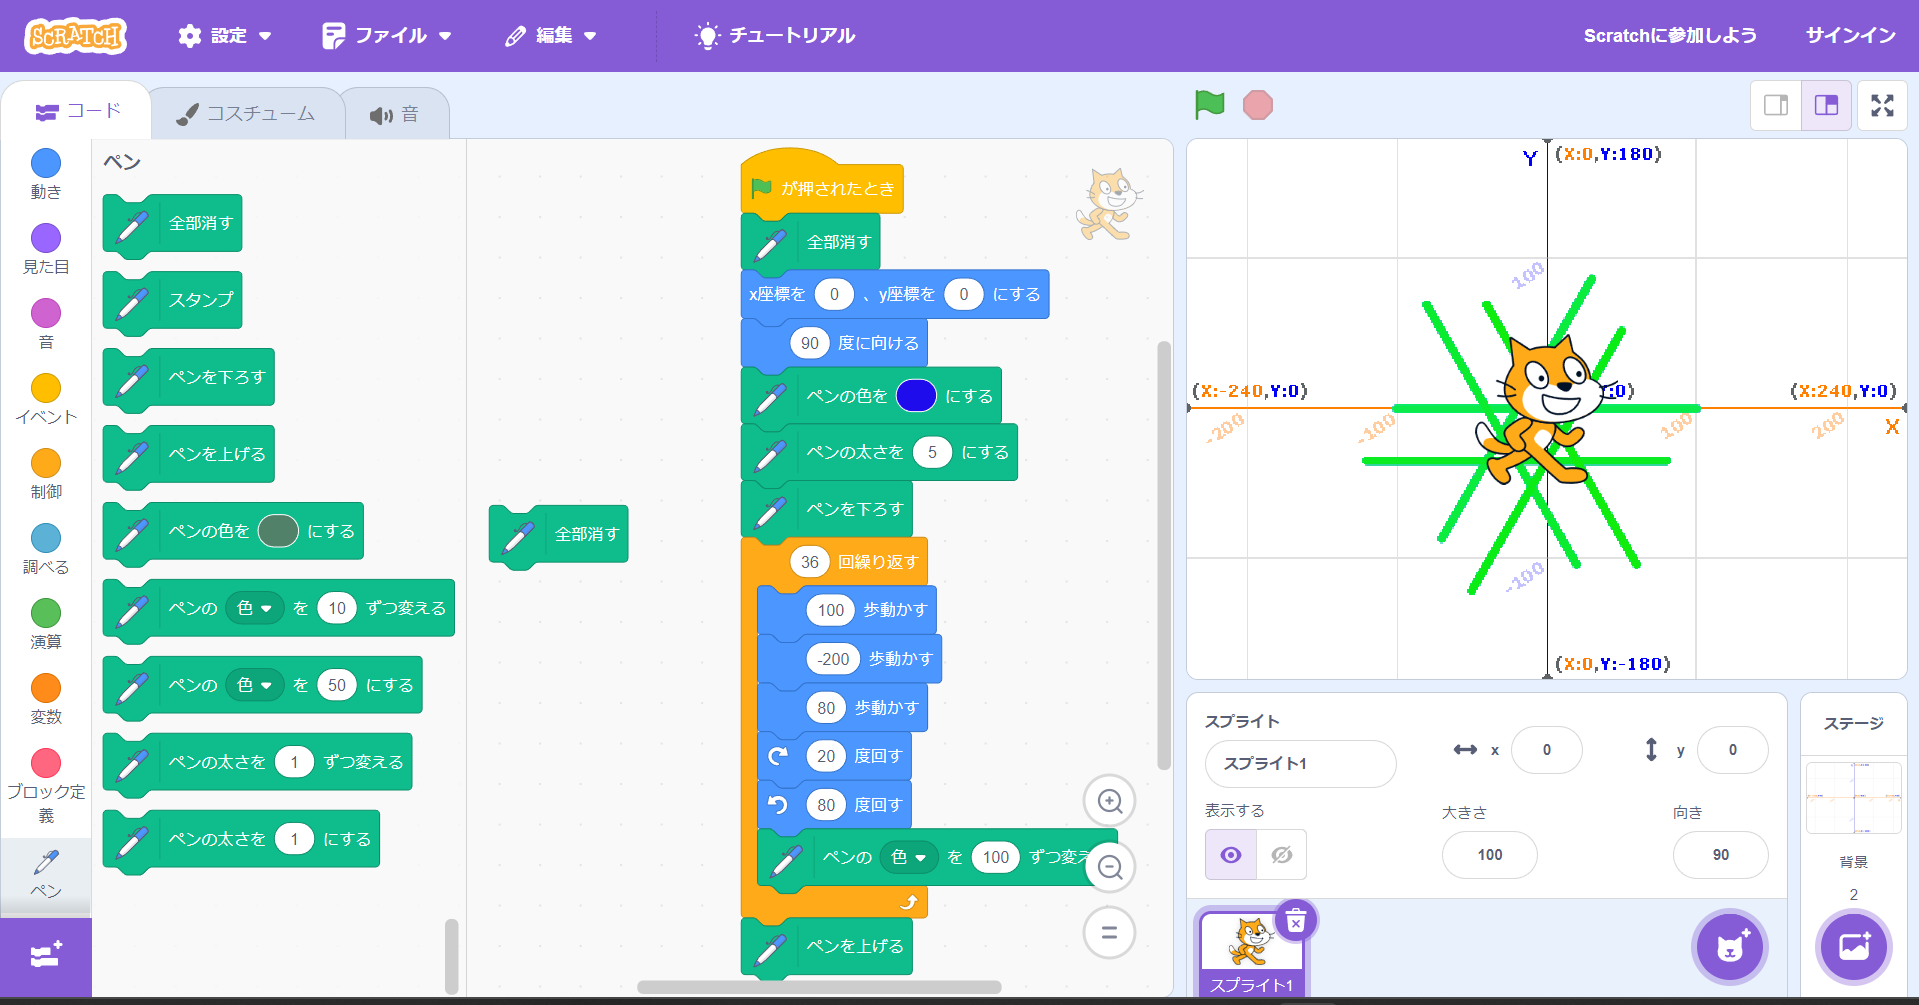 SCRATCH
設定
ファイル
編集
チュートリアル
Scratchに参加しよう
サインイン
コード
コスチューム
音
動き
見た目
音
イベント
制御
調べる
演算
変数
ブロック定
義
ペン
ペン
全部消す
スタンプ
ペンを下ろす
ペンを上げる
ペンの色を にする
ペンの 色 を 10 ずつ変える
ペンの 色 を 50 にする
ペンの太さを 1 ずつ変える
ペンの太さを 1 にする
全部消す
が押されたとき
全部消す
x座標を 0 、y座標を 0 にする
90 度に向ける
ペンの色を にする
ペンの太さを 5 にする
ペンを下ろす
36 回繰り返す
100 歩動かす
-200 歩動かす
80 歩動かす
20 度回す
80 度回す
ペンの 色 を 100 ずつ変え
ペンを上げる
Y (X:0,Y:180)
100
(X:-240,Y:0)
:0)
(X:240,Y:0)
-200
-100
100
200
X
-100
(X:0,Y:-180)
スプライト
スプライト1
x 0
y 0
表示する
大きさ
100
向き
90
スプライト1
ステージ
背景
2